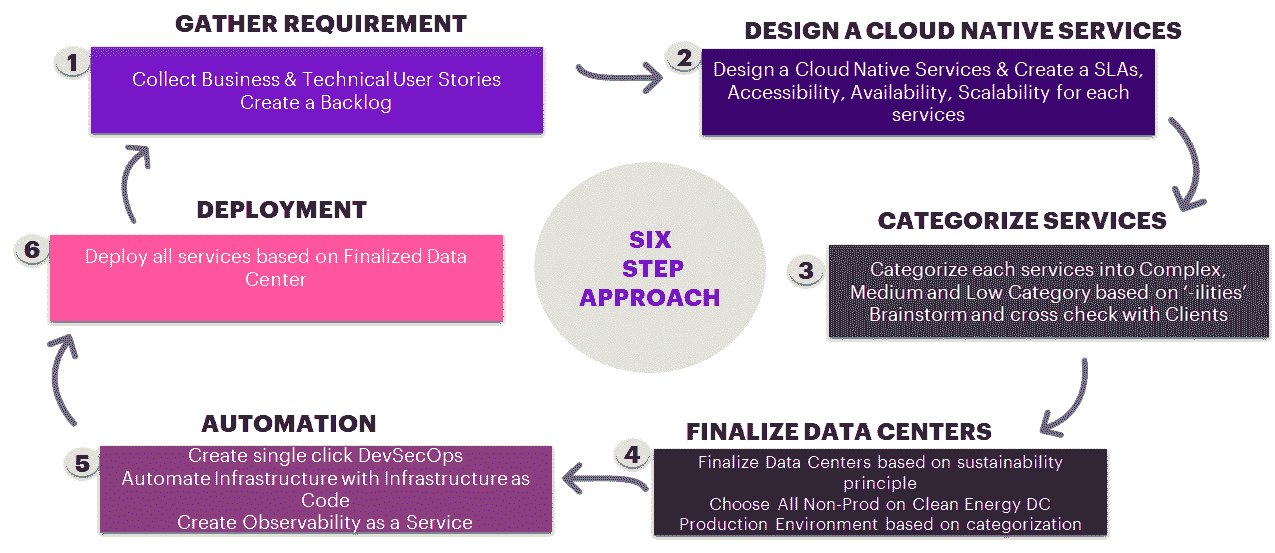 GATHER REQUIREMENT
1
Collect Business & Technical User Stories
Create a Backlog
DESIGN A CLOUD NATIVE SERVICES
2
Design a Cloud Native Services & Create a SLAs,
Accessibility, Availability, Scalability for each
services
CATEGORIZE SERVICES
3
Categorize each services into Complex,
Medium and Low Category based on ‘-ilities’
Brainstorm and cross check with Clients
FINALIZE DATA CENTERS
4
Finalize Data Centers based on sustainability
principle
Choose All Non-Prod on Clean Energy DC
Production Environment based on categorization
AUTOMATION
5
Create single click DevSecOps
Automate Infrastructure with Infrastructure as
Code
Create Observability as a Service
DEPLOYMENT
6
Deploy all services based on Finalized Data
Center
SIX
STEP
APPROACH